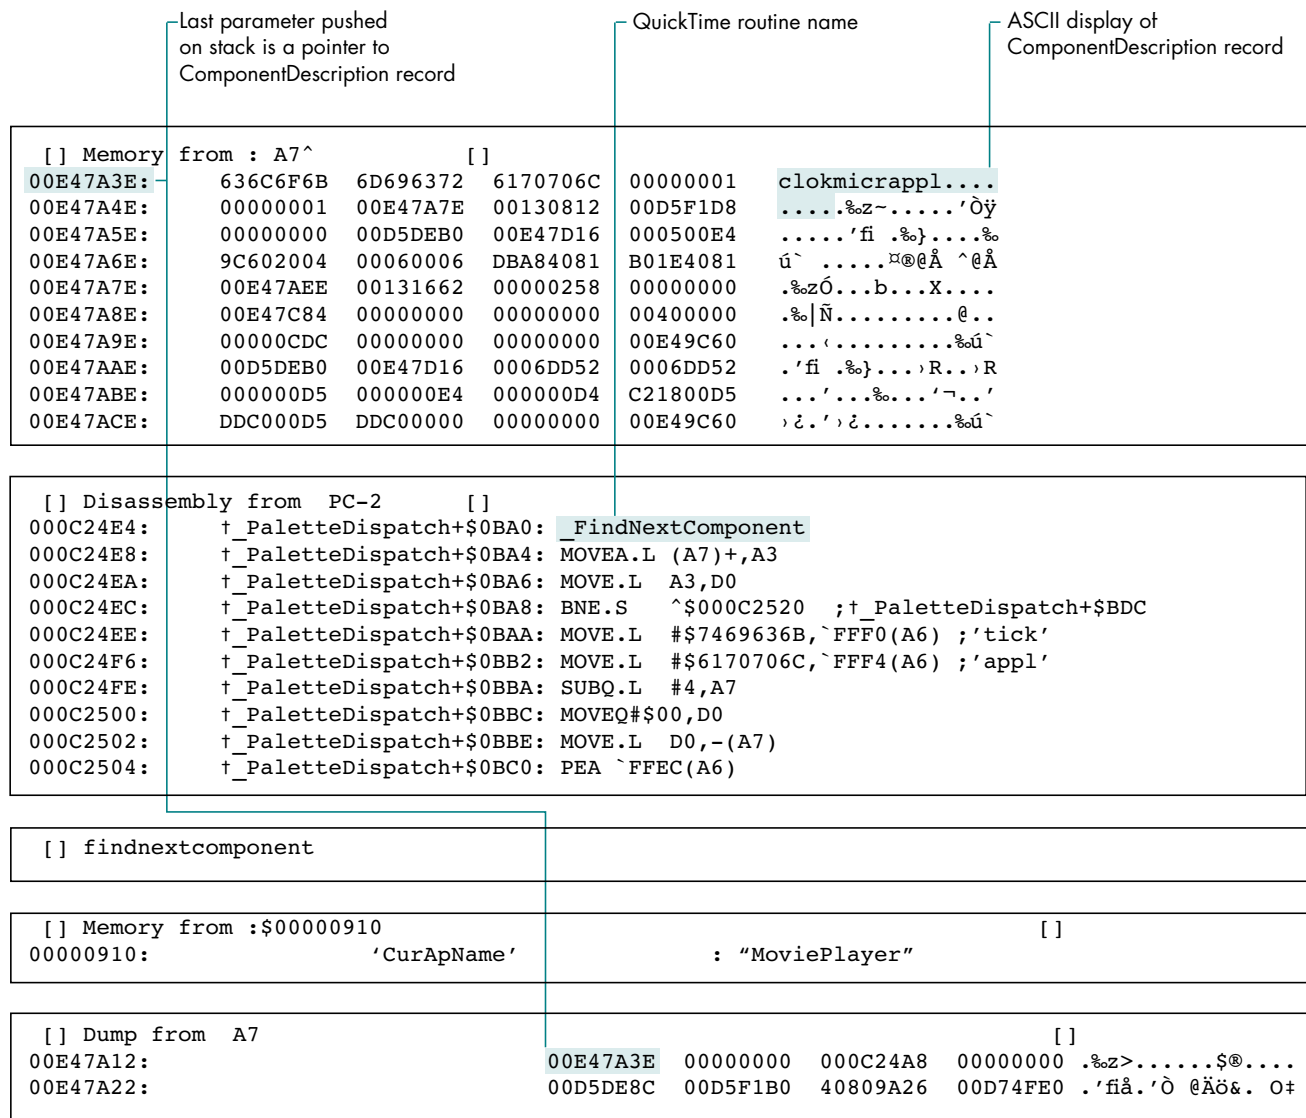 Last parameter pushed
on stack is a pointer to
ComponentDescription record
QuickTime routine name
ASCII display of
ComponentDescription record
[] Memory from : A7^ []
00E47A3E: 636C6F6B 6D696372 6170706C 00000001 clokmicrappl....
00E47A4E: 00000001 00E47A7E 00130812 00D5F1D8 .....‰z~.....’Òÿ
00E47A5E: 00000000 00D5DEB0 00E47D16 000500E4 .....’ﬁ .‰}....‰
00E47A6E: 9C602004 00060006 DBA84081 B01E4081 ú` .....¤®@Å ^@Å
00E47A7E: 00E47AEE 00131662 00000258 00000000 .‰zÓ...b...X....
00E47A8E: 00E47C84 00000000 00000000 00400000 .‰|Ñ.........@..
00E47A9E: 00000CDC 00000000 00000000 00E49C60 ...‹.........‰ú`
00E47AAE: 00D5DEB0 00E47D16 0006DD52 0006DD52 .’ﬁ .‰}...›R..›R
00E47ABE: 000000D5 000000E4 000000D4 C21800D5 ...’...‰...‘¬..’
00E47ACE: DDC000D5 DDC00000 00000000 00E49C60 ›¿.’›¿.......‰ú`
[] Disassembly from PC-2 []
000C24E4: †_PaletteDispatch+$0BA0: _FindNextComponent
000C24E8: †_PaletteDispatch+$0BA4: MOVEA.L (A7)+,A3
000C24EA: †_PaletteDispatch+$0BA6: MOVE.L A3,D0
000C24EC: †_PaletteDispatch+$0BA8: BNE.S ^$000C2520 ;†_PaletteDispatch+$BDC
000C24EE: †_PaletteDispatch+$0BAA: MOVE.L #$7469636B,`FFF0(A6) ;’tick’
000C24F6: †_PaletteDispatch+$0BB2: MOVE.L #$6170706C,`FFF4(A6) ;’appl’
000C24FE: †_PaletteDispatch+$0BBA: SUBQ.L #4,A7
000C2500: †_PaletteDispatch+$0BBC: MOVEQ#$00,D0
000C2502: †_PaletteDispatch+$0BBE: MOVE.L D0,-(A7)
000C2504: †_PaletteDispatch+$0BC0: PEA `FFEC(A6)
[] findnextcomponent
[] Memory from :$00000910 []
00000910: ‘CurApName’ : “MoviePlayer”
[] Dump from A7 []
00E47A12: 00E47A3E 00000000 000C24A8 00000000 .‰z>......$®....
00E47A22: 00D5DE8C 00D5F1B0 40809A26 00D74FE0 .’ﬁå.’Ò @Äö&. O‡